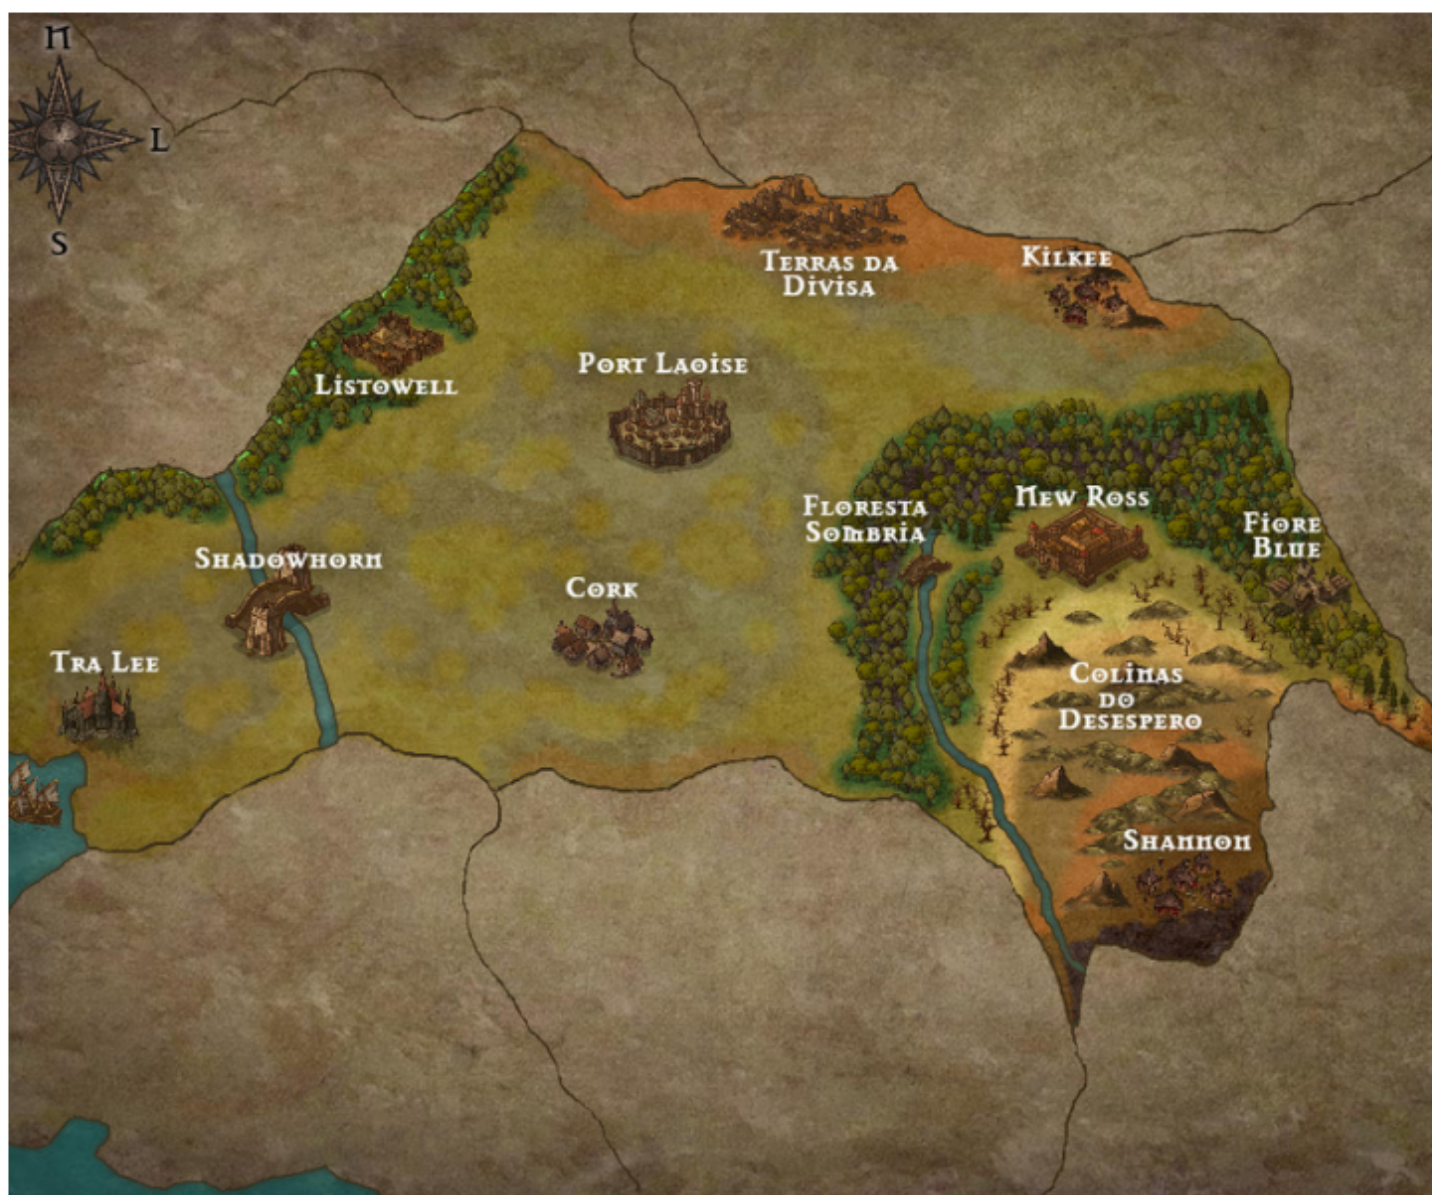 N
L
S
Terras da
Divisa
Kilkee
Port Laoise
Listowell
Floresta
Sombria
New Ross
Fiore
Blue
Shadowhorn
Cork
Tra Lee
Colinas
do
Desespero
Shannon